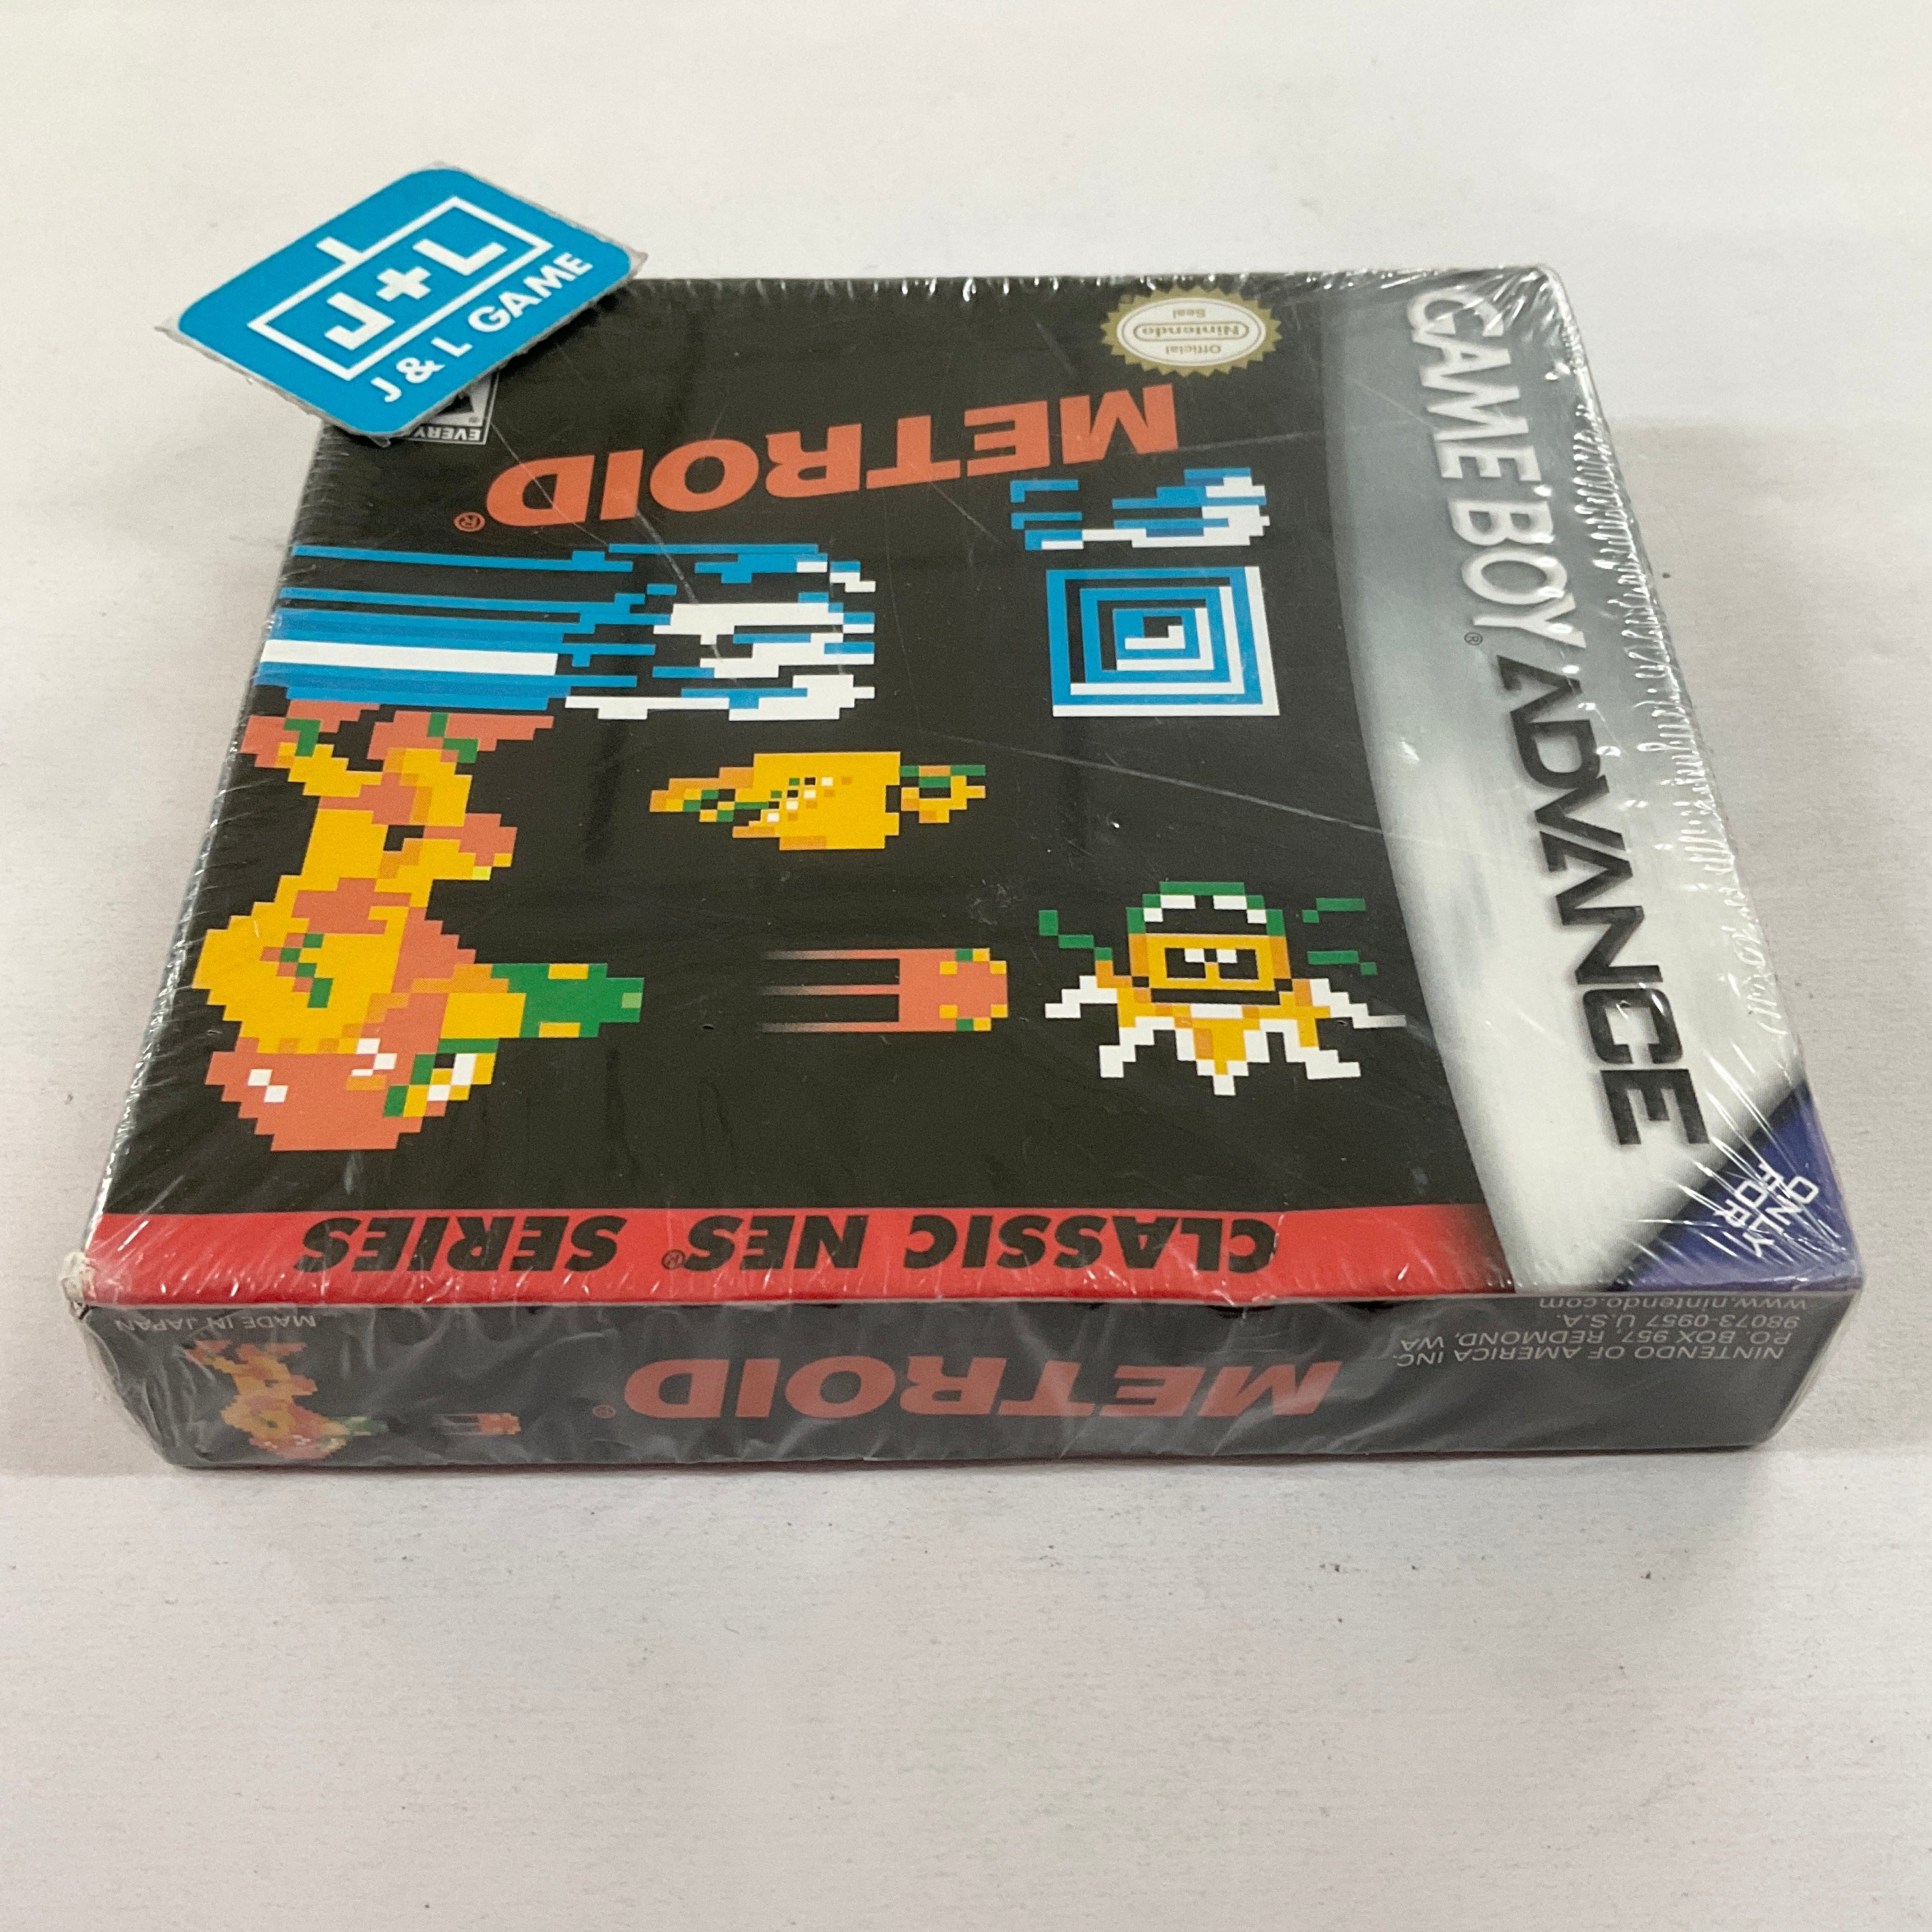 J+L
J & L GAME
GAME BOY® ADVANCE
ONLY
FOR
CLASSIC NES® SERIES
METROID®
EVERY
Official
Nintendo
Seal
METROID®
MADE IN JAPAN
NINTENDO OF AMERICA INC.
P.O. BOX 957, REDMOND, WA
98073-0957 U.S.A.
www.nintendo.com